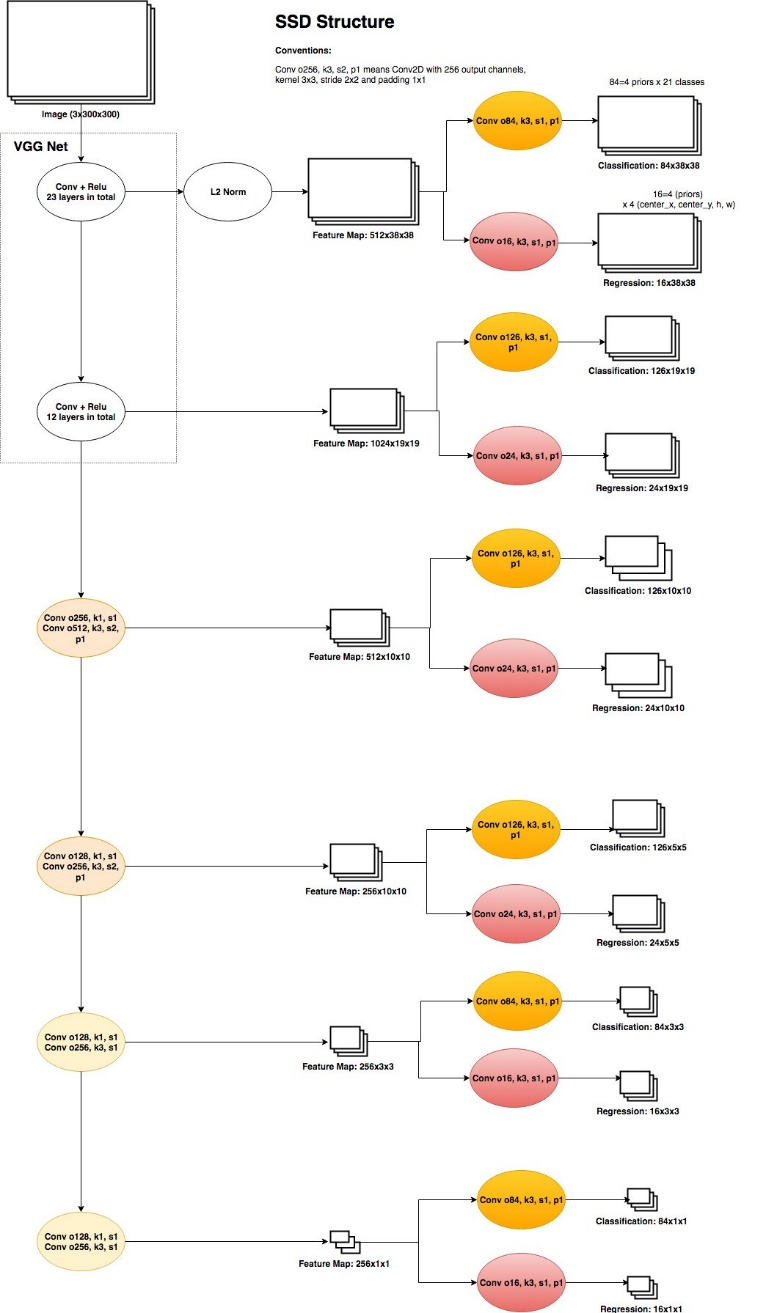 SSD Structure
Conventions:
Conv o256, k3, s2, p1 means Conv2D with 256 output channels,
kernel 3x3, stride 2x2 and padding 1x1
Image (3x300x300)
VGG Net
Conv + Relu
23 layers in total
L2 Norm
Feature Map: 512x38x38
Conv o84, k3, s1, p1
84=4 priors x 21 classes
Classification: 84x38x38
Conv o16, k3, s1, p1
16=4 (priors)
x 4 (center_x, center_y, h, w)
Regression: 16x38x38
Conv + Relu
12 layers in total
Feature Map: 1024x19x19
Conv o126, k3, s1,
p1
Classification: 126x19x19
Conv o24, k3, s1, p1
Regression: 24x19x19
Conv o256, k1, s1
Conv o512, k3, s2,
p1
Feature Map: 512x10x10
Conv o126, k3, s1,
p1
Classification: 126x10x10
Conv o24, k3, s1, p1
Regression: 24x10x10
Conv o128, k1, s1
Conv o256, k3, s2,
p1
Feature Map: 256x10x10
Conv o126, k3, s1,
p1
Classification: 126x5x5
Conv o24, k3, s1, p1
Regression: 24x5x5
Conv o128, k1, s1
Conv o256, k3, s1
Feature Map: 256x3x3
Conv o84, k3, s1, p1
Classification: 84x3x3
Conv o16, k3, s1, p1
Regression: 16x3x3
Conv o128, k1, s1
Conv o256, k3, s1
Feature Map: 256x1x1
Conv o84, k3, s1, p1
Classification: 84x1x1
Conv o16, k3, s1, p1
Regression: 16x1x1